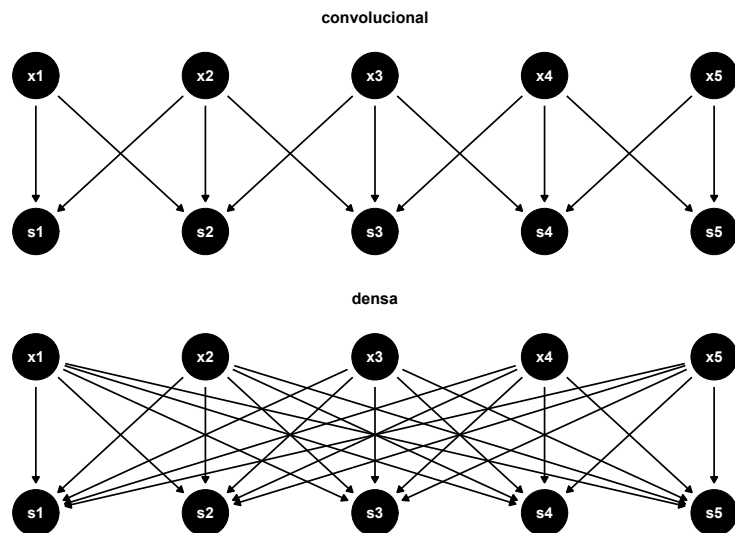 convolucional
x1 x2 x3 x4 x5
s1 s2 s3 s4 s5
densa
x1 x2 x3 x4 x5
s1 s2 s3 s4 s5